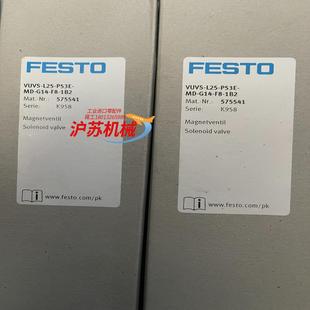 FESTO
VUVS-L25-P53E-
MD-G14-F8-1B2
Mat. Nr.: 575541
Serie: K958
Magnetventil
Solenoid valve
www.festo.com/pk
FESTO
VUVS-L25-P53E-
MD-G14-F8-1B2
Mat. Nr.: 575541
Serie: K958
Magnetventil
Solenoid valve
www.festo.com/pk
沪苏机械